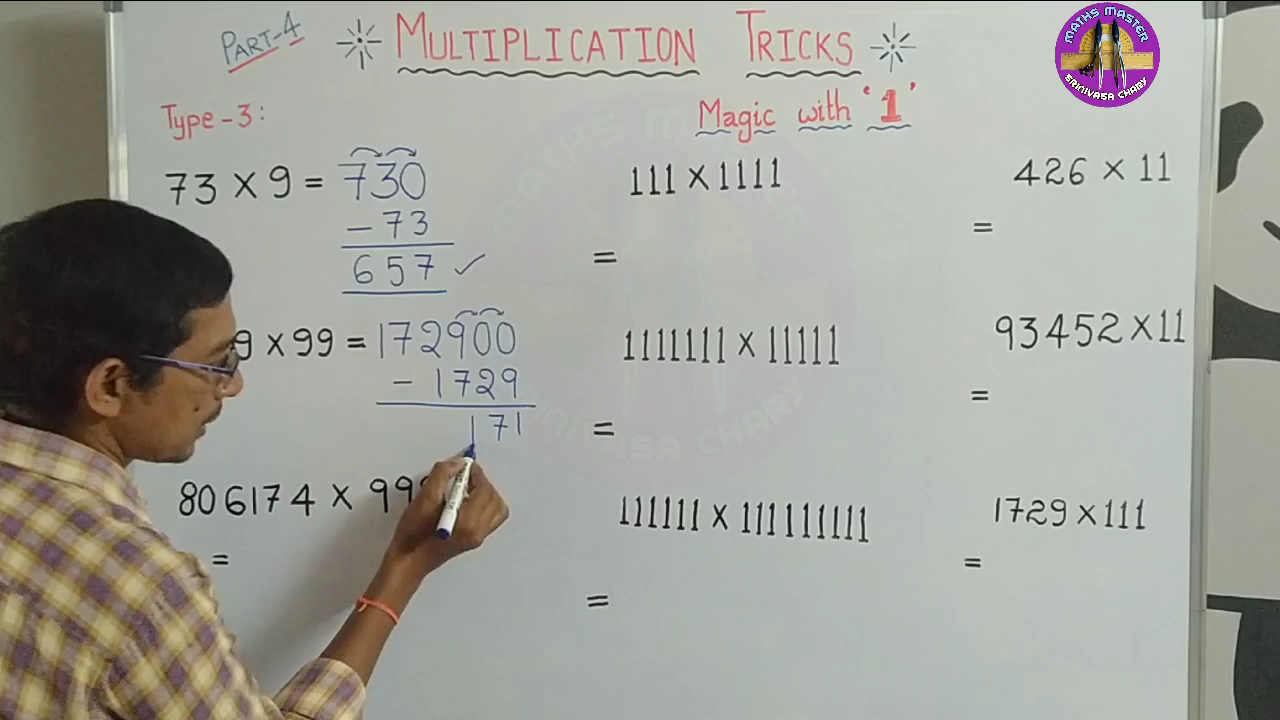 PART-4
MULTIPLICATION TRICKS
MATHS MASTER
SRINIVASA CHARY
Type-3:
Magic with '1'
73 X 9 = 730
- 73
657 ✓
9 x 99 = 172900
- 1729
171
806174 X 99
=
111 X 1111
=
1111111 X 11111
=
111111 X 111111111
=
426 X 11
=
93452 X 11
=
1729 X 111
=